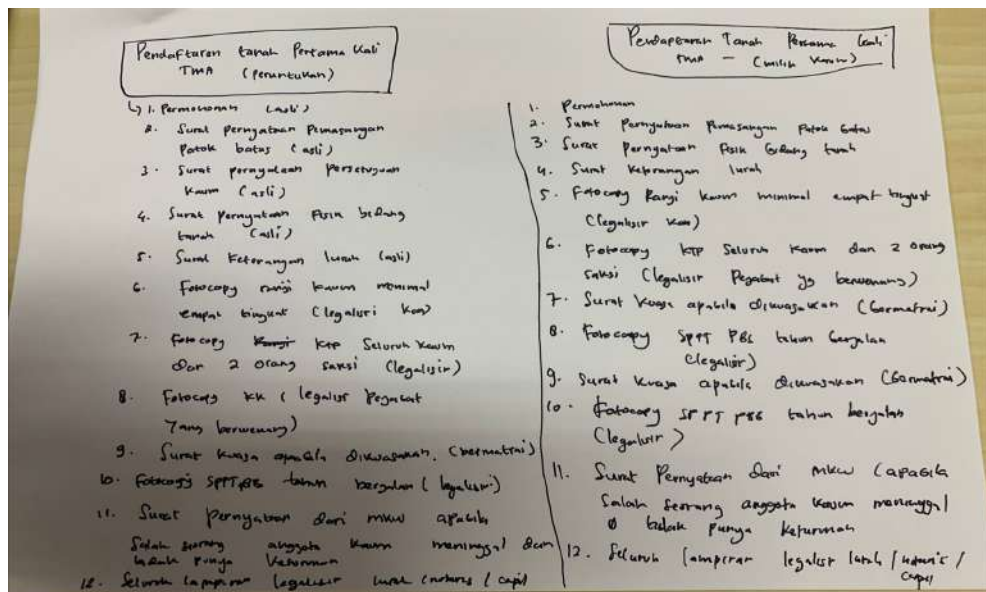 Pendaftaran tanah Pertama Kali
TMA (peruntukan)
↳ 1. Permohonan (asli)
2. Surat pernyataan Pemasangan
Patok batas (asli)
3. Surat pernyataan Persetujuan
kaum (asli)
4. Surat Pernyataan Fisik bidang
tanah (asli)
5. Surat Keterangan lurah (asli)
6. Fotocopy ranji kaum minimal
empat tingkat (legalisri Kan)
7. Fotocopy KTP Seluruh Kaum
dan 2 orang saksi (legalisir)
8. Fotocopy KK (legalisr Pejabat
Yang berwenang)
9. Surat kuasa apabila dikuasakan. (bermatrai)
10. Fotocopy SPPT PBB tahun berjalan (legalisri)
11. Surat pernyataan dari mkw apabila
Salah seorang anggota kaum meninggal dan
tidak punya keturunan
12. Seluruh lampiran legalisir lurah / notaris / capil
Pendaftaran Tanah Pertama kali
TMA - (milik kaum)
1. Permohonan
2. Surat Pernyataan Pemasangan Patok batas
3. Surat pernyataan Fisik bidang tanah
4. Surat Keterangan lurah
5. Fotocopy Ranji kaum minimal empat tingkat
(legalisir Kan)
6. Fotocopy KTP Seluruh kaum dan 2 orang
saksi (legalisir Pejabat yg berwenang)
7. Surat kuasa apabila dikuasakan (bermatrai)
8. Fotocopy SPPT PBB tahun berjalan
(legalisir)
9. Surat kuasa apabila dikuasakan (bermatrai)
10. Fotocopy SPPT PBB tahun berjalan
(legalisir)
11. Surat Pernyataan dari mkw (apabila
Salah seorang anggota kaum meninggal
tidak punya keturunan
12. Seluruh lampiran legalisr lurah / notaris /
capil